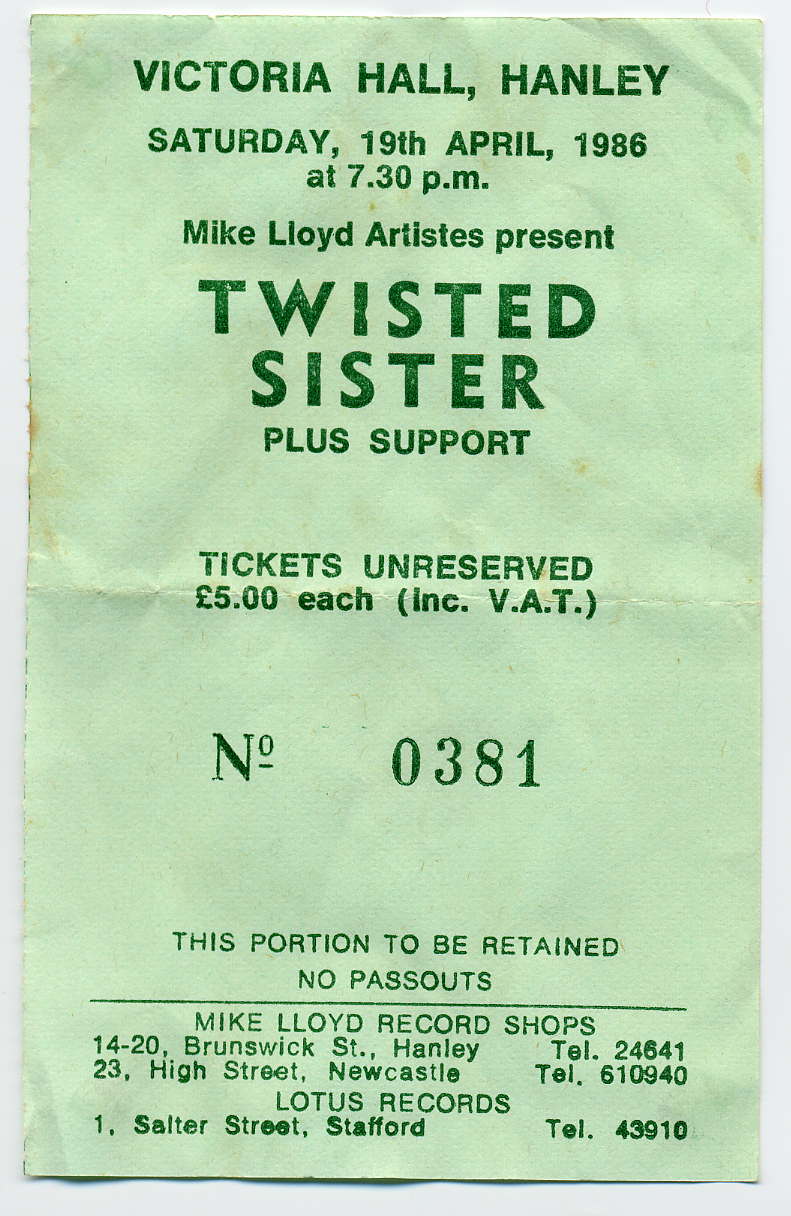 VICTORIA HALL, HANLEY
SATURDAY, 19th APRIL, 1986
at 7.30 p.m.
Mike Lloyd Artistes present
TWISTED
SISTER
PLUS SUPPORT
TICKETS UNRESERVED
£5.00 each (Inc. V.A.T.)
Nº 0381
THIS PORTION TO BE RETAINED
NO PASSOUTS
MIKE LLOYD RECORD SHOPS
14-20, Brunswick St., Hanley Tel. 24641
23, High Street, Newcastle Tel. 610940
LOTUS RECORDS
1, Salter Street, Stafford Tel. 43910